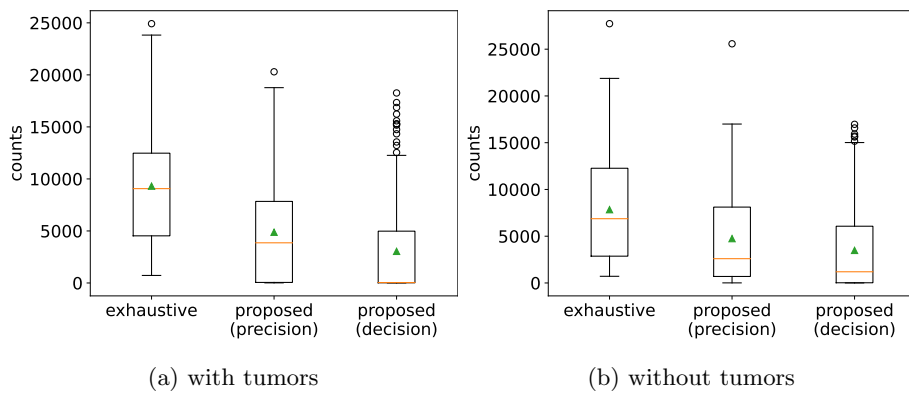 25000
20000
15000
10000
5000
0
counts
exhaustive
proposed
(precision)
proposed
(decision)
(a) with tumors
25000
20000
15000
10000
5000
0
counts
exhaustive
proposed
(precision)
proposed
(decision)
(b) without tumors